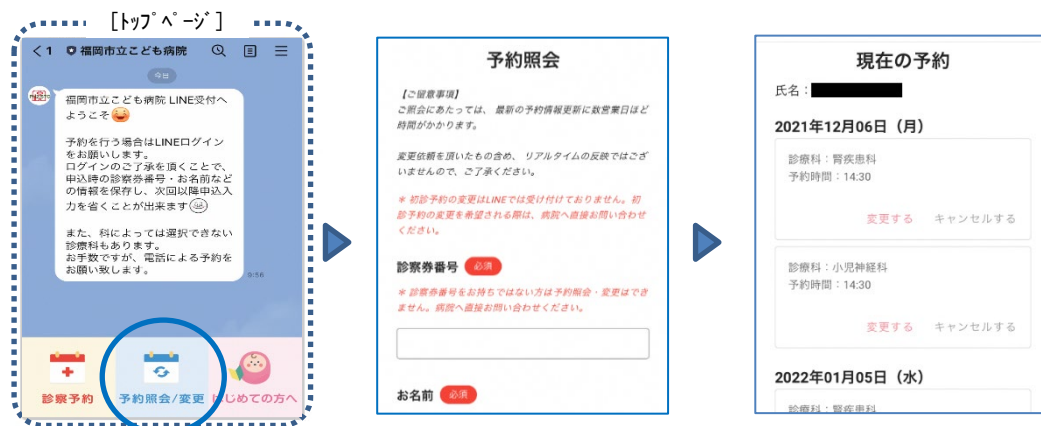 [トップページ]
< 1 福岡市立こども病院
今日
福岡市立こども病院 LINE受付へ
ようこそ
予約を行う場合はLINEログイン
をお願いします。
ログインのご了承を頂くことで、
申込時の診察券番号・お名前など
の情報を保存し、次回以降申込入
力を省くことが出来ます
また、科によっては選択できない
診療科もあります。
お手数ですが、電話による予約を
お願い致します。
診察予約
予約照会/変更
はじめての方へ
予約照会
【ご留意事項】
ご照会にあたっては、 最新の予約情報更新に数営業日ほど
時間がかかります。
変更依頼を頂いたもの含め、 リアルタイムの反映ではござ
いませんので、ご了承ください。
＊ 初診予約の変更はLINEでは受け付けておりません。初
診予約の変更を希望される際は、病院へ直接お問い合わせ
ください。
診察券番号 必須
＊ 診察券番号をお持ちではない方は予約照会・変更はでき
ません。病院へ直接お問い合わせください。
お名前 必須
現在の予約
氏名：
2021年12月06日（月）
診療科：腎疾患科
予約時間：14:30
変更する キャンセルする
診療科：小児神経科
予約時間：14:30
変更する キャンセルする
2022年01月05日（水）
診療科：腎疾患科